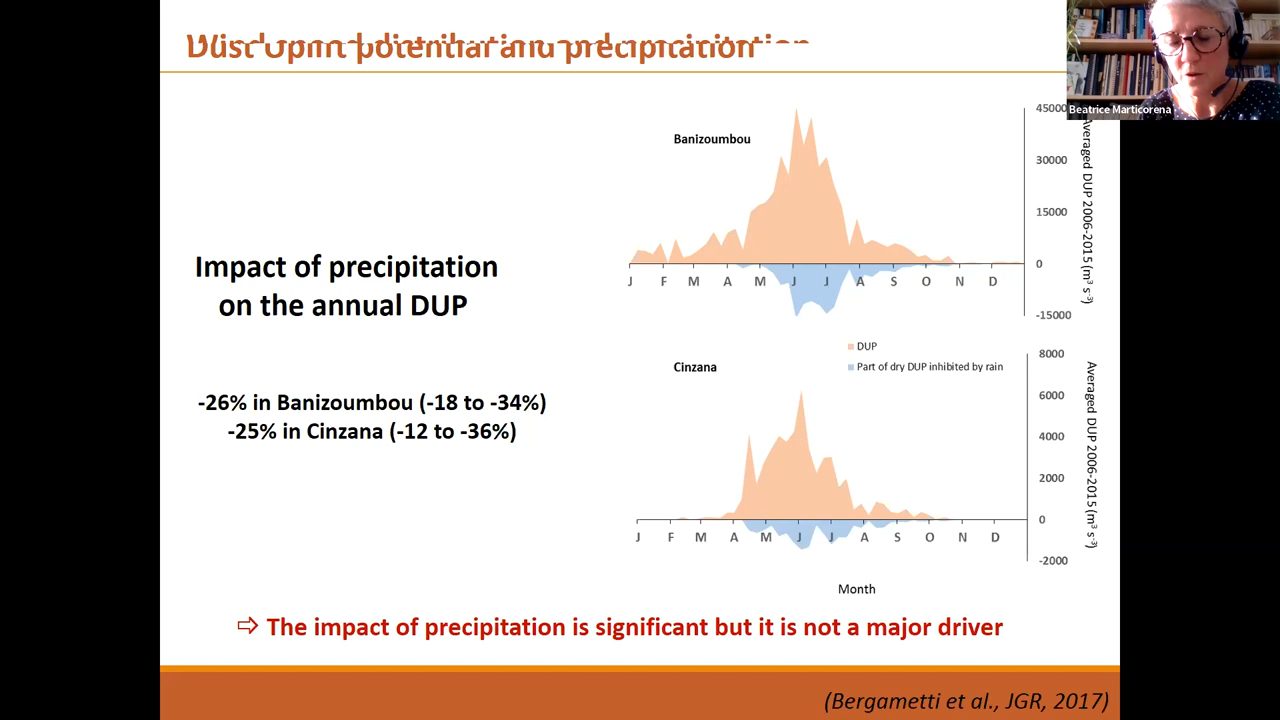 potential and precipitation
Beatrice Marticorena
Impact of precipitation
on the annual DUP
-26% in Banizoumbou (-18 to -34%)
-25% in Cinzana (-12 to -36%)
Banizoumbou
45000
30000
15000
0
-15000
J F M A M J J A S O N D
Averaged DUP 2006-2015 (m³ s⁻³)
DUP
Part of dry DUP inhibited by rain
Cinzana
8000
6000
4000
2000
0
-2000
J F M A M J J A S O N D
Averaged DUP 2006-2015 (m³ s⁻³)
Month
⇨ The impact of precipitation is significant but it is not a major driver
(Bergametti et al., JGR, 2017)